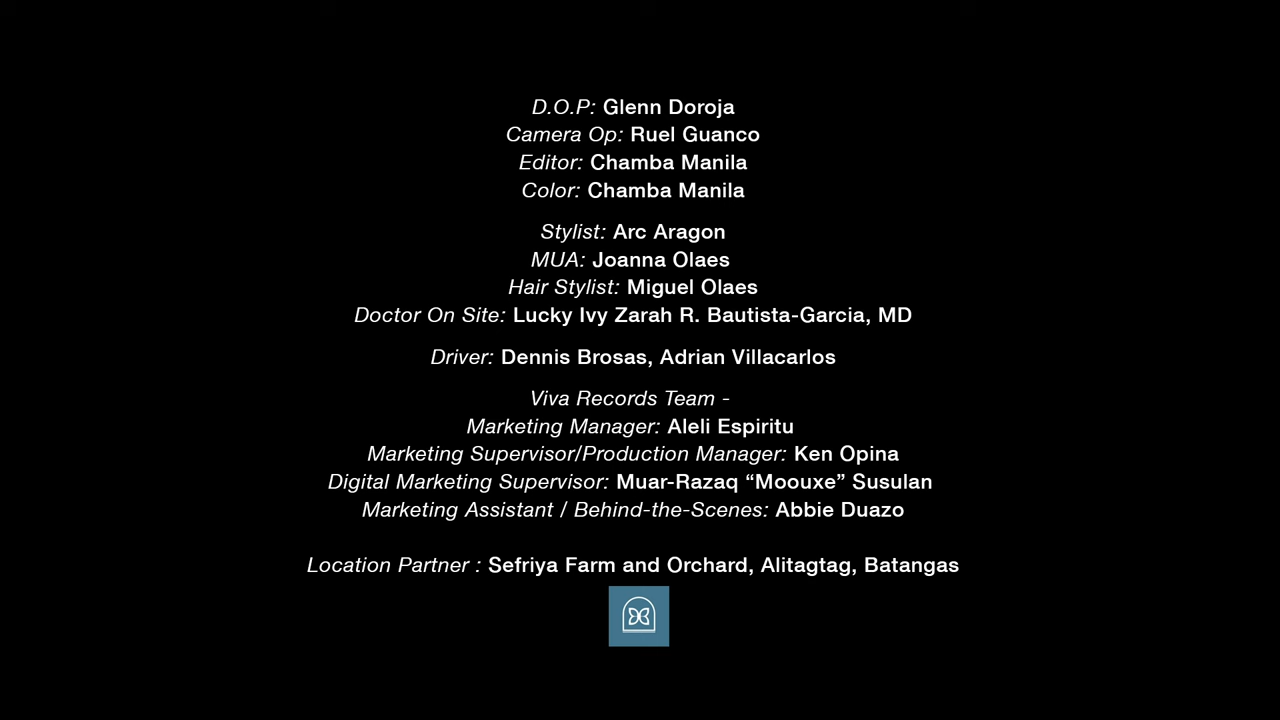 D.O.P: Glenn Doroja
Camera Op: Ruel Guanco
Editor: Chamba Manila
Color: Chamba Manila
Stylist: Arc Aragon
MUA: Joanna Olaes
Hair Stylist: Miguel Olaes
Doctor On Site: Lucky Ivy Zarah R. Bautista-Garcia, MD
Driver: Dennis Brosas, Adrian Villacarlos
Viva Records Team -
Marketing Manager: Aleli Espiritu
Marketing Supervisor/Production Manager: Ken Opina
Digital Marketing Supervisor: Muar-Razaq “Moouxe” Susulan
Marketing Assistant / Behind-the-Scenes: Abbie Duazo
Location Partner : Sefriya Farm and Orchard, Alitagtag, Batangas